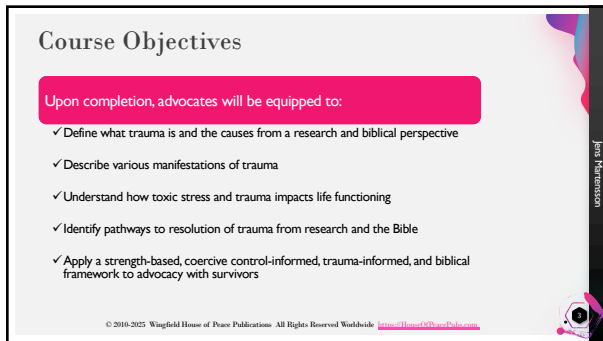 Course Objectives
Upon completion, advocates will be equipped to:
✓Define what trauma is and the causes from a research and biblical perspective
✓Describe various manifestations of trauma
✓Understand how toxic stress and trauma impacts life functioning
✓Identify pathways to resolution of trauma from research and the Bible
✓Apply a strength-based, coercive control-informed, trauma-informed, and biblical
framework to advocacy with survivors
© 2010-2025 Wingfield House of Peace Publications All Rights Reserved Worldwide https://HouseOfPeacePubs.com
Jens Martensson
3